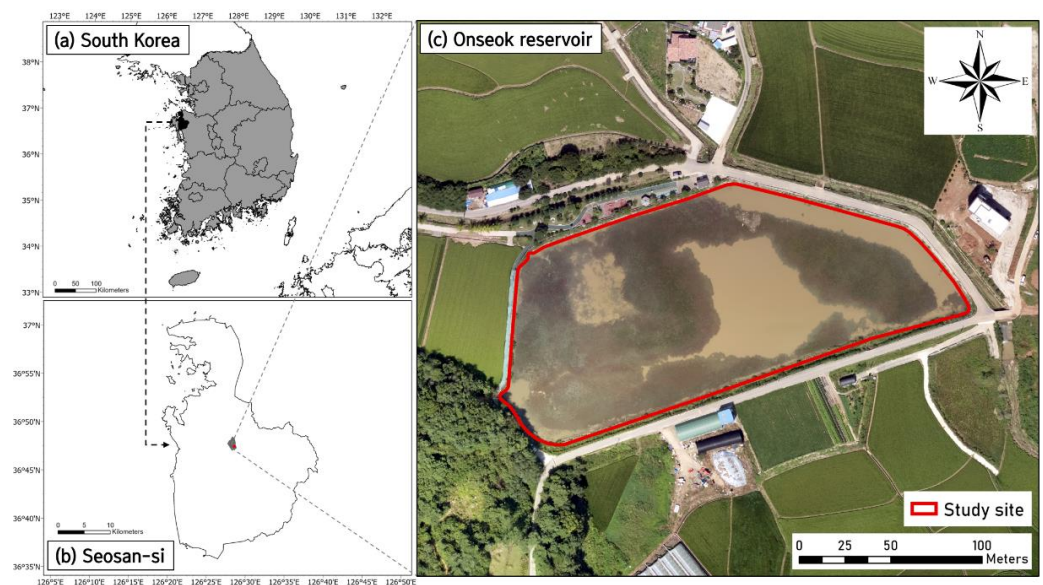 123°E 124°E 125°E 126°E 127°E 128°E 129°E 130°E 131°E 132°E
(a) South Korea
38°N
37°N
36°N
35°N
34°N
33°N
0 50 100
Kilometers
37°N
36°55'N
36°50'N
36°45'N
36°40'N
36°35'N
0 5 10
Kilometers
(b) Seosan-si
126°5'E 126°10'E 126°15'E 126°20'E 126°25'E 126°30'E 126°35'E 126°40'E 126°45'E 126°50'E
(c) Onseok reservoir
N
W E
S
Study site
0 25 50 100
Meters